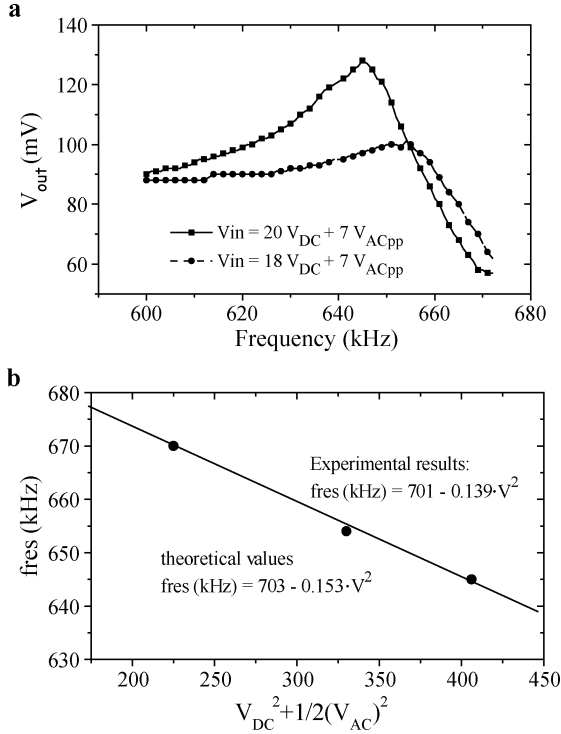 a
140
120
100
80
60
V_out (mV)
Vin = 20 V_DC + 7 V_ACpp
Vin = 18 V_DC + 7 V_ACpp
600 620 640 660 680
Frequency (kHz)
b
680
670
660
650
640
630
fres (kHz)
Experimental results:
fres (kHz) = 701 - 0.139·V²
theoretical values
fres (kHz) = 703 - 0.153·V²
200 250 300 350 400 450
V_DC²+1/2(V_AC)²